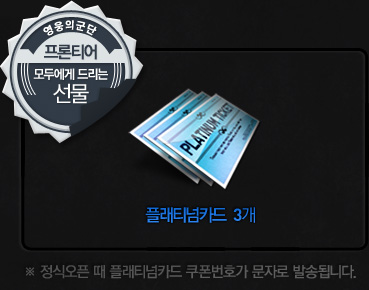 영웅의군단
프론티어
모두에게 드리는
선물
PLATINUM TICKET
플래티넘카드 3개
※ 정식오픈 때 플래티넘카드 쿠폰번호가 문자로 발송됩니다.